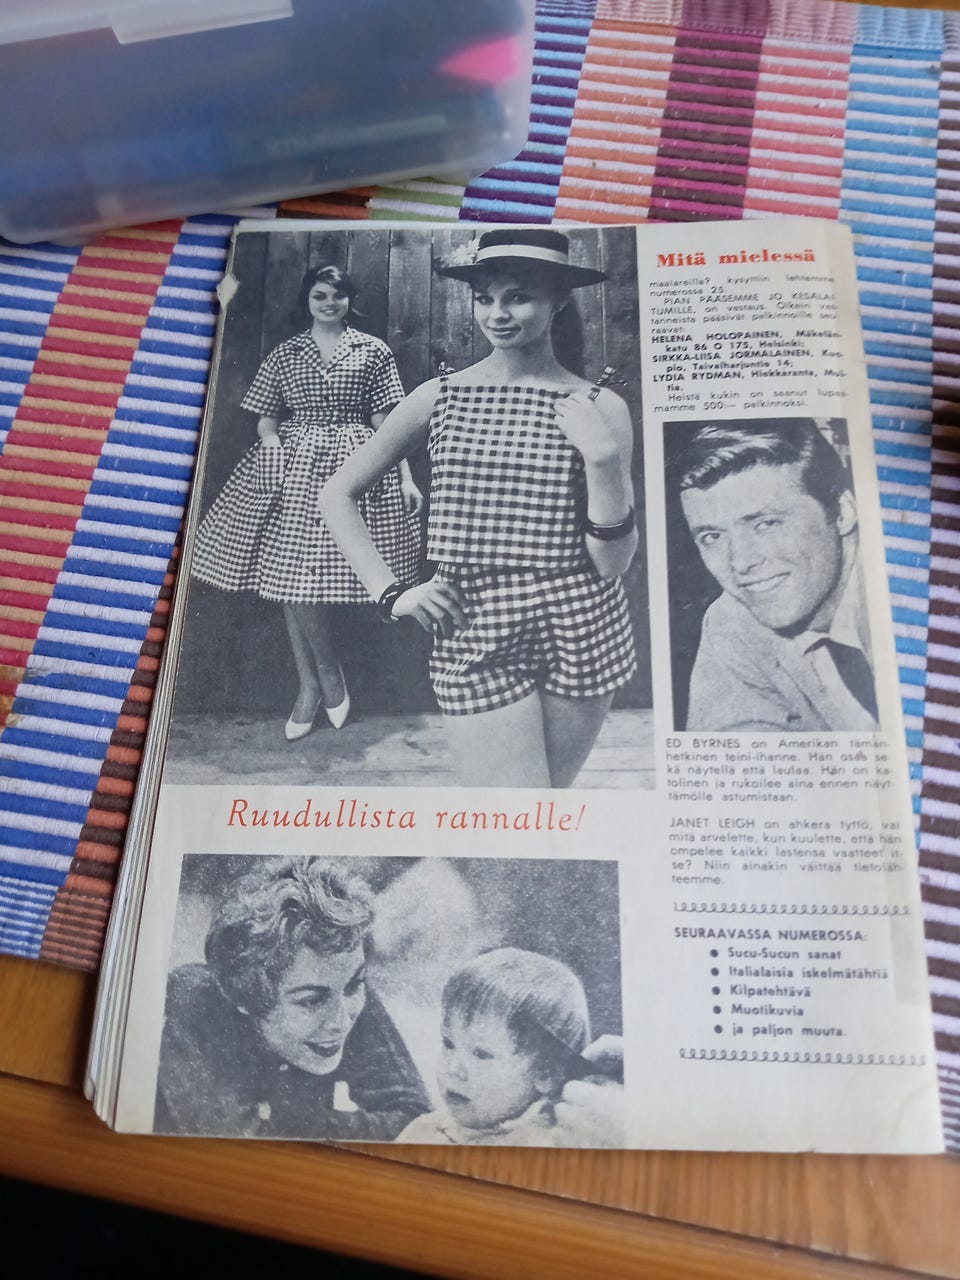 Mitä mielessä
maalareilla? kysyttiin lehtemme
numerossa 25.
PIAN PÄÄSEMME JO KESÄLAI-
TUMILLE, on vastaus. Oikein vas-
tanneista pääsivät palkinnoille seu-
raavat:
HELENA HOLOPAINEN, Mäkelän-
katu 86 O 175, Helsinki;
SIRKKA-LIISA JORMALAINEN, Kuo-
pio, Taivalharjuntie 14;
LYDIA RYDMAN, Hiekkaranta, Mul-
tia.
Heistä kukin on saanut lupaa-
mamme 500:— palkinnoksi.
ED BYRNES on Amerikan tämän-
hetkinen teini-ihanne. Hän osaa se-
kä näytellä että laulaa. Hän on ka-
tolinen ja rukoilee aina ennen näyt-
tämölle astumistaan.
JANET LEIGH on ahkera tyttö, vai
mitä arvelette, kun kuulette, että hän
ompelee kaikki lastensa vaatteet it-
se? Niin ainakin väittää tietoläh-
teemme.
SEURAAVASSA NUMEROSSA:
● Sucu-Sucun sanat
● Italialaisia iskelmätähtiä
● Kilpatehtävä
● Muotikuvia
● ja paljon muuta.
Ruudullista rannalle!